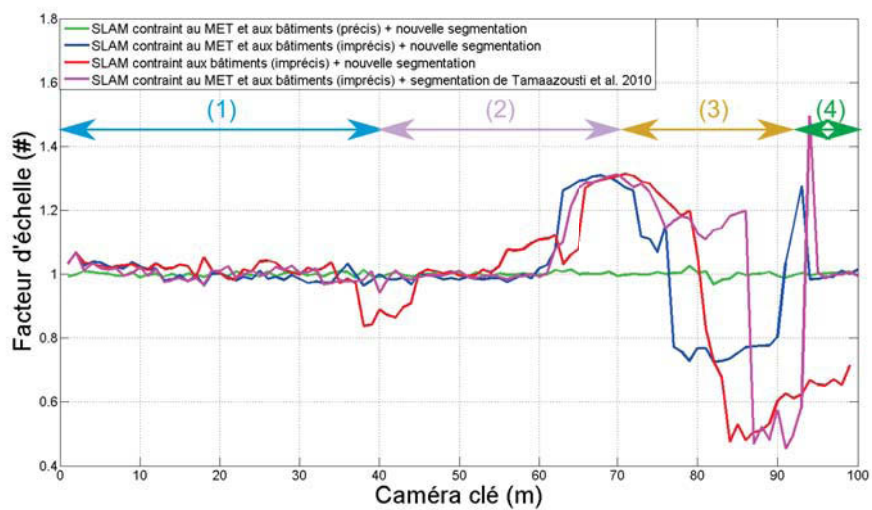 SLAM contraint au MET et aux bâtiments (précis) + nouvelle segmentation
SLAM contraint au MET et aux bâtiments (imprécis) + nouvelle segmentation
SLAM contraint aux bâtiments (imprécis) + nouvelle segmentation
SLAM contraint au MET et aux bâtiments (imprécis) + segmentation de Tamaazousti et al. 2010
(1) (2) (3) (4)
Facteur d'échelle (#)
1.8
1.6
1.4
1.2
1
0.8
0.6
0.4
0 10 20 30 40 50 60 70 80 90 100
Caméra clé (m)